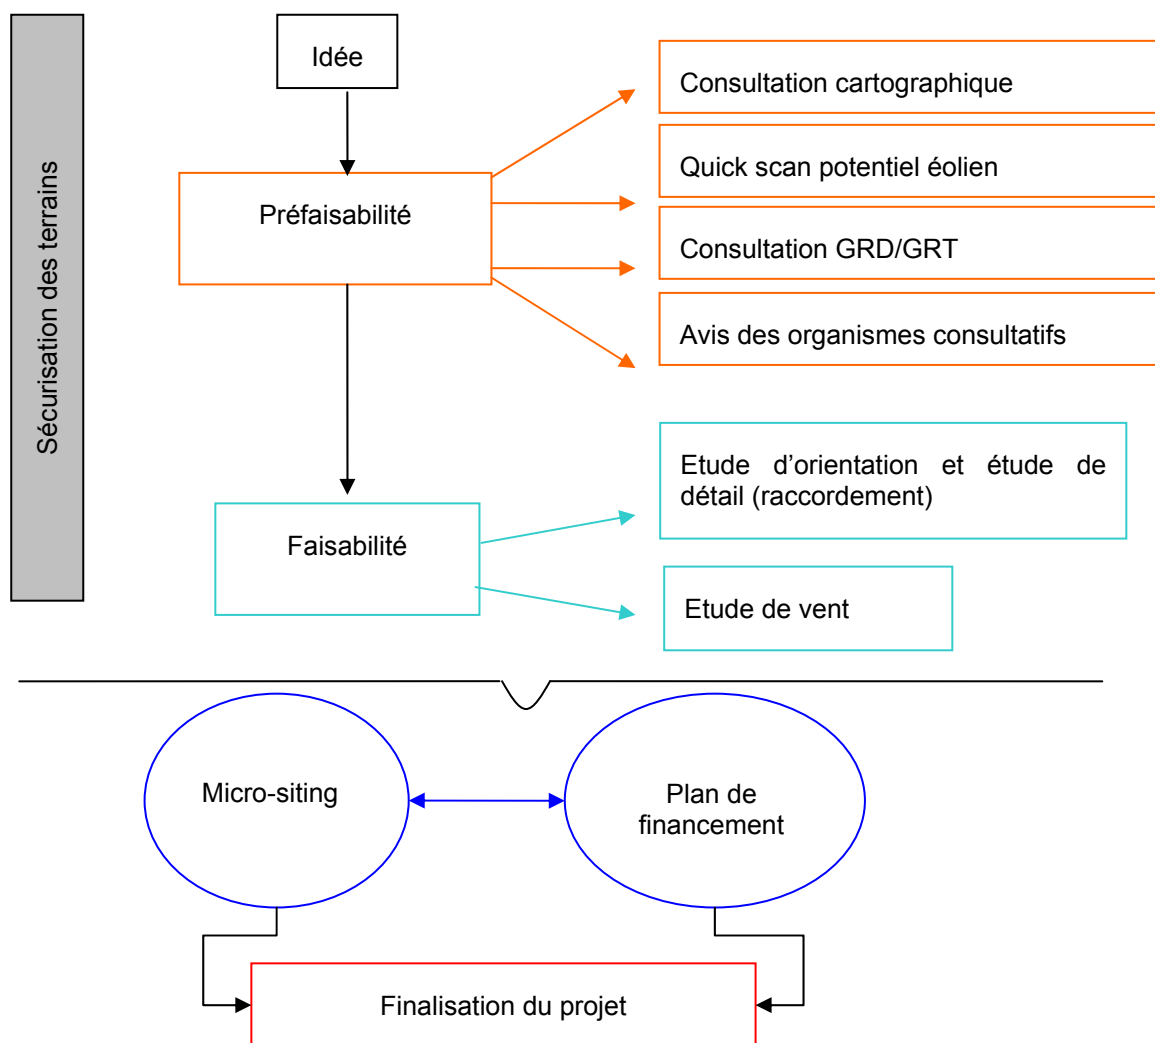 Sécurisation des terrains
Idée
Consultation cartographique
Quick scan potentiel éolien
Préfaisabilité
Consultation GRD/GRT
Avis des organismes consultatifs
Etude d’orientation et étude de
détail (raccordement)
Faisabilité
Etude de vent
Micro-siting
Plan de
financement
Finalisation du projet